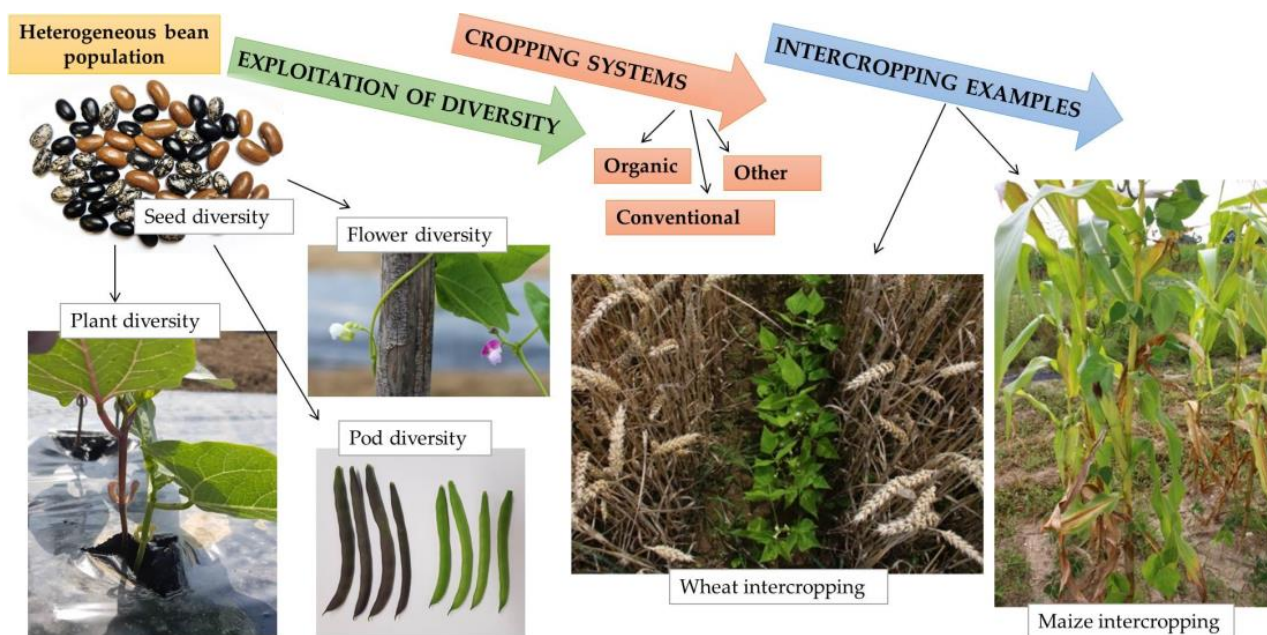 Heterogeneous bean
population
EXPLOITATION OF DIVERSITY
CROPPING SYSTEMS
INTERCROPPING EXAMPLES
Organic
Other
Conventional
Seed diversity
Flower diversity
Plant diversity
Pod diversity
Wheat intercropping
Maize intercropping